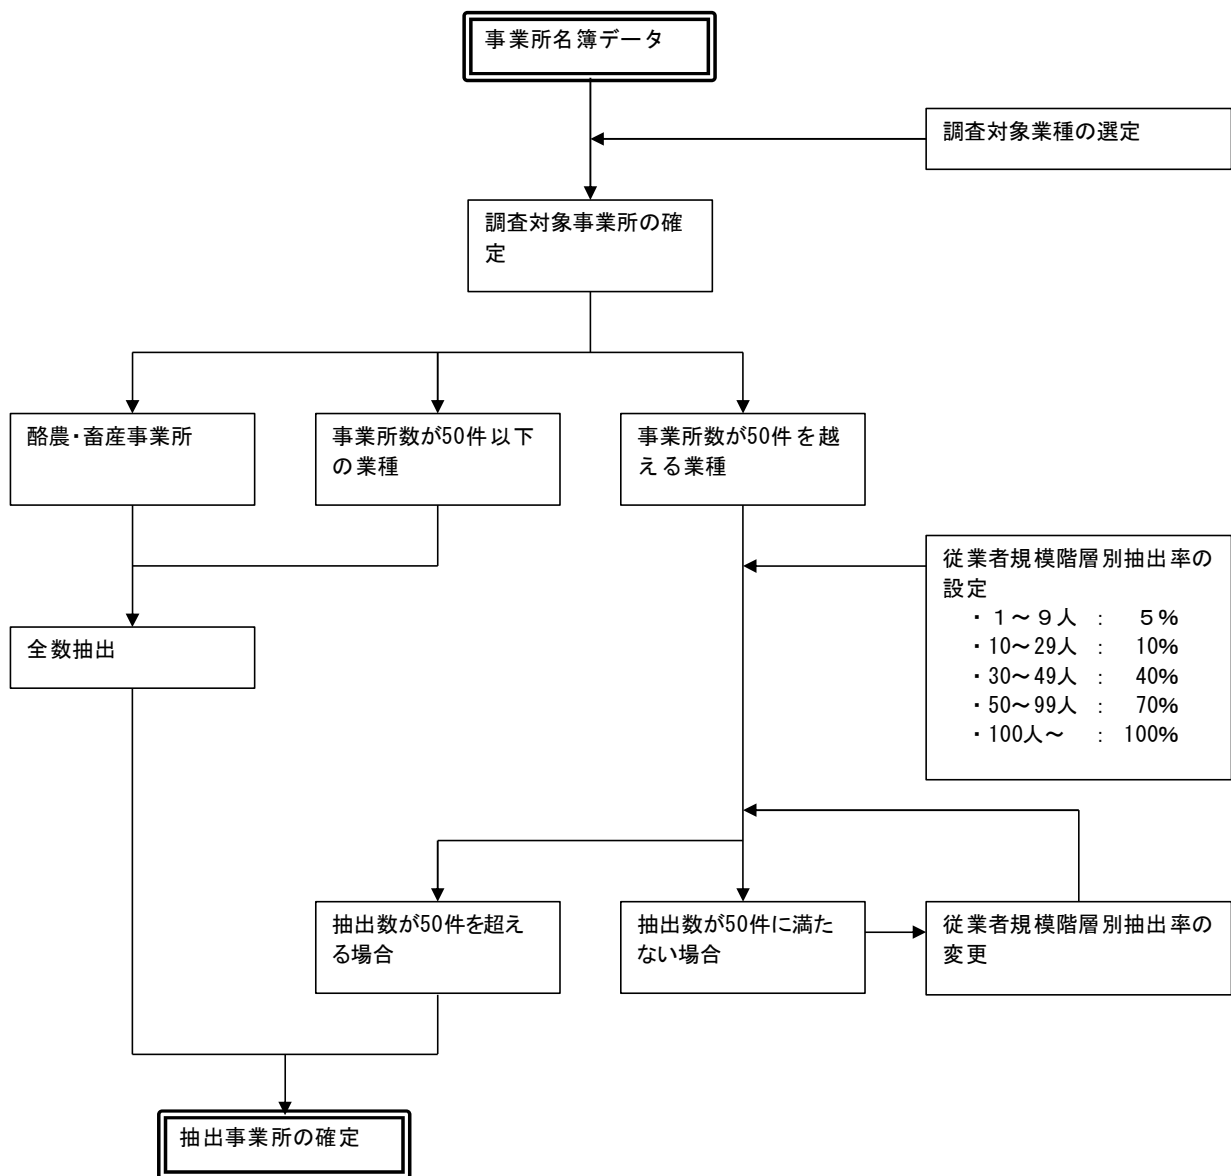 事業所名簿データ
調査対象業種の選定
調査対象事業所の確
定
酪農・畜産事業所
事業所数が50件以下
の業種
事業所数が50件を越
える業種
従業者規模階層別抽出率の
設定
・１～９人 : ５%
・10～29人 : 10%
・30～49人 : 40%
・50～99人 : 70%
・100人～ : 100%
全数抽出
抽出数が50件を超え
る場合
抽出数が50件に満た
ない場合
従業者規模階層別抽出率の
変更
抽出事業所の確定